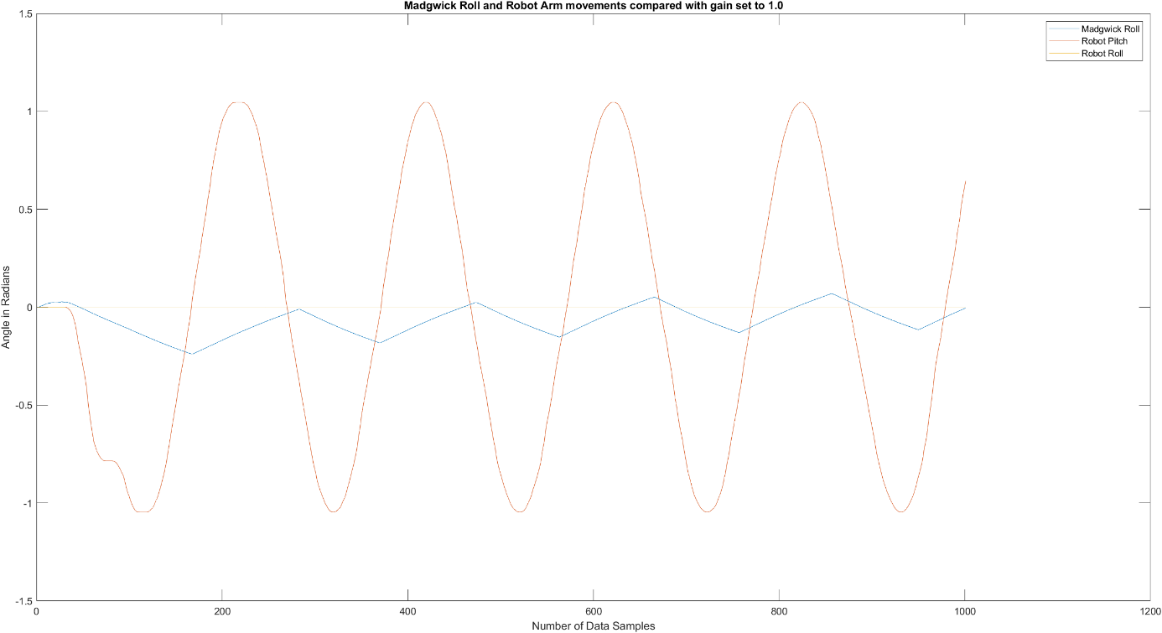 Madgwick Roll and Robot Arm movements compared with gain set to 1.0
Madgwick Roll
Robot Pitch
Robot Roll
1.5
1
0.5
0
-0.5
-1
-1.5
Angle in Radians
0
200
400
600
800
1000
1200
Number of Data Samples